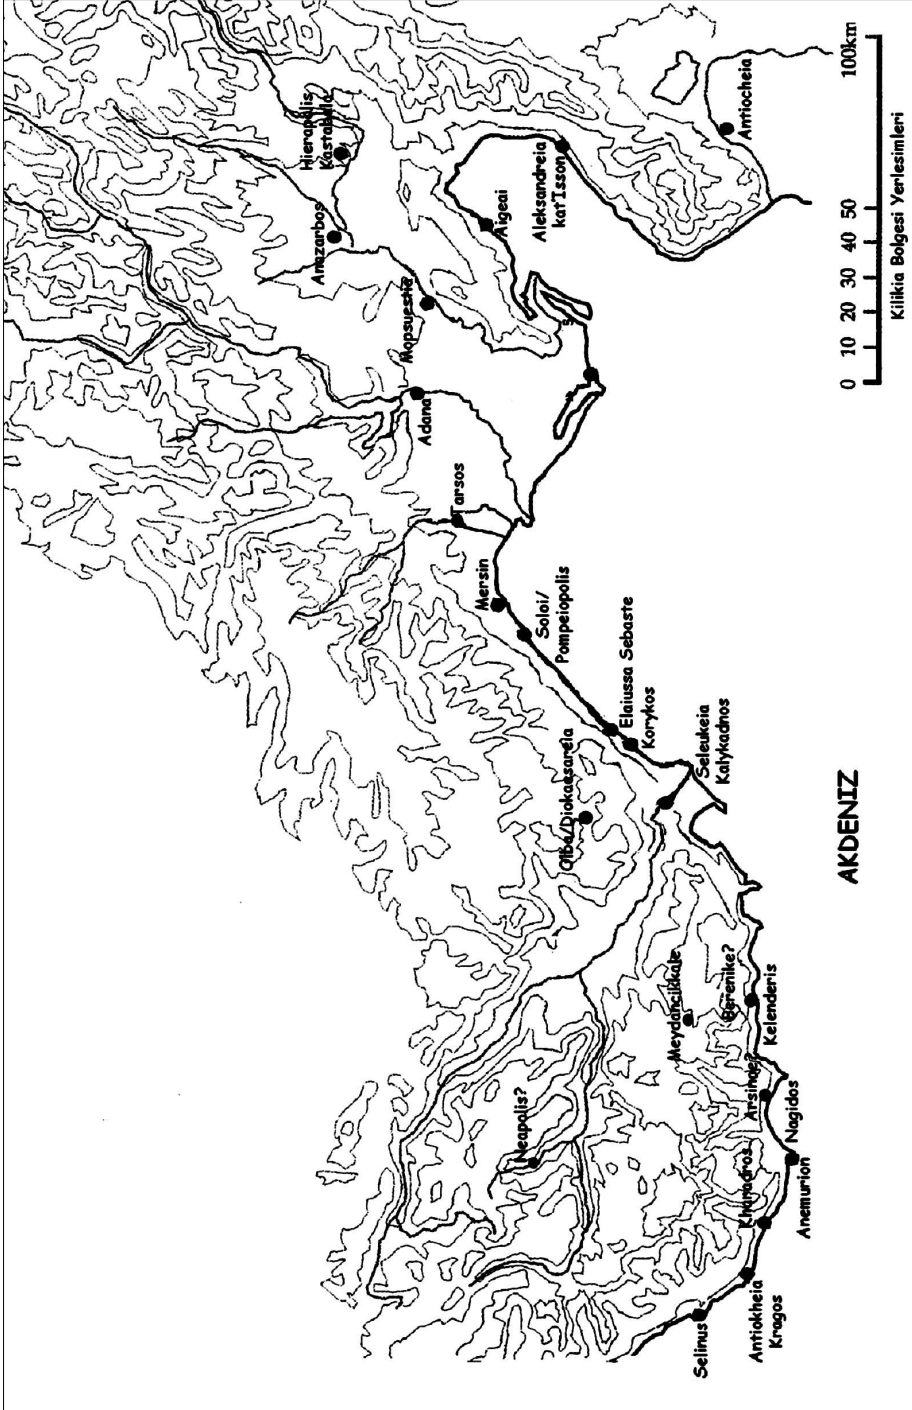 Hierapolis
Kastabala
Anazarbos
Mopsuestia
Adana
Tarsos
Mersin
Aigeai
Neapolis?
Soloi/
Pompeiopolis
Aleksandreia
kat'Isson
Olba/Diokaesareia
Elaiussa Sebaste
Korykos
Meydancikkale
Selinus
Seleukeia
Kalykadnos
Berenike?
Antiocheia
Kharadros
Arsinoe?
Antiokheia
Kragos
Kelenderis
Nagidos
Anemurion
AKDENIZ
0 10 20 30 40 50 100km
Kilikia Bolgesi Yerlesimleri